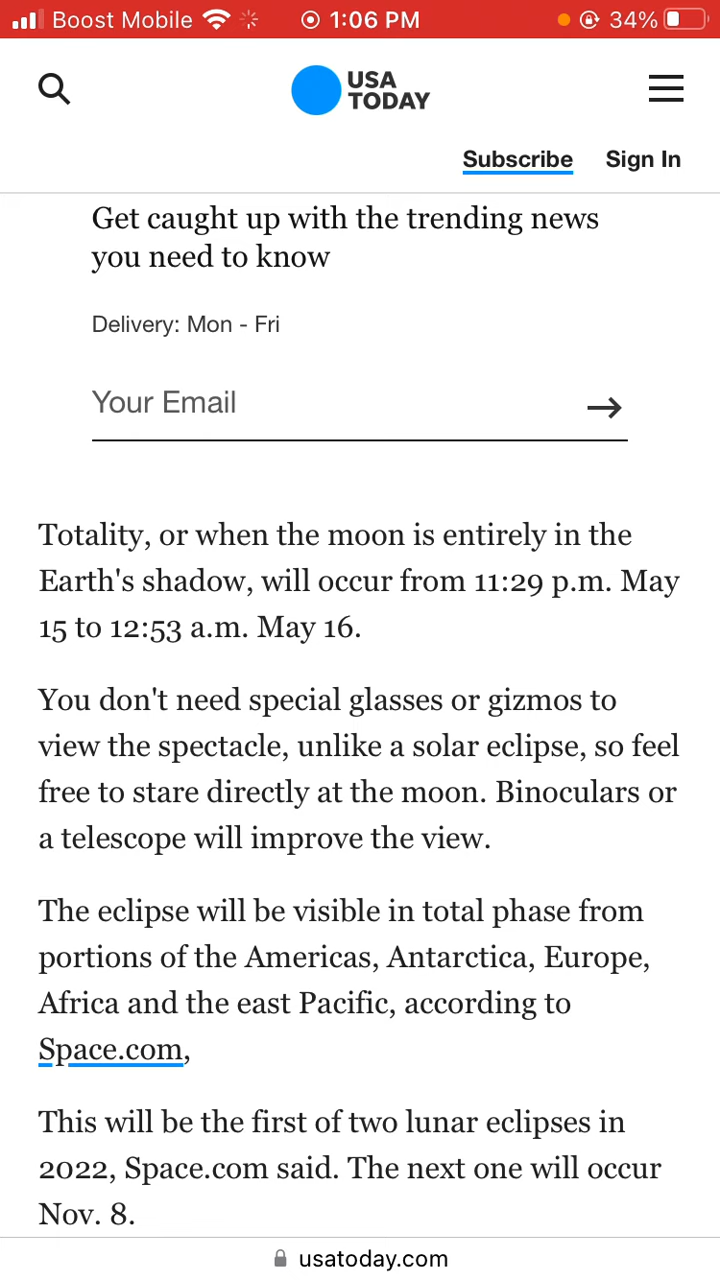 Boost Mobile 1:06 PM 34%
USA
TODAY
Subscribe Sign In
Get caught up with the trending news
you need to know
Delivery: Mon - Fri
Your Email
Totality, or when the moon is entirely in the
Earth's shadow, will occur from 11:29 p.m. May
15 to 12:53 a.m. May 16.
You don't need special glasses or gizmos to
view the spectacle, unlike a solar eclipse, so feel
free to stare directly at the moon. Binoculars or
a telescope will improve the view.
The eclipse will be visible in total phase from
portions of the Americas, Antarctica, Europe,
Africa and the east Pacific, according to
Space.com,
This will be the first of two lunar eclipses in
2022, Space.com said. The next one will occur
Nov. 8.
usatoday.com